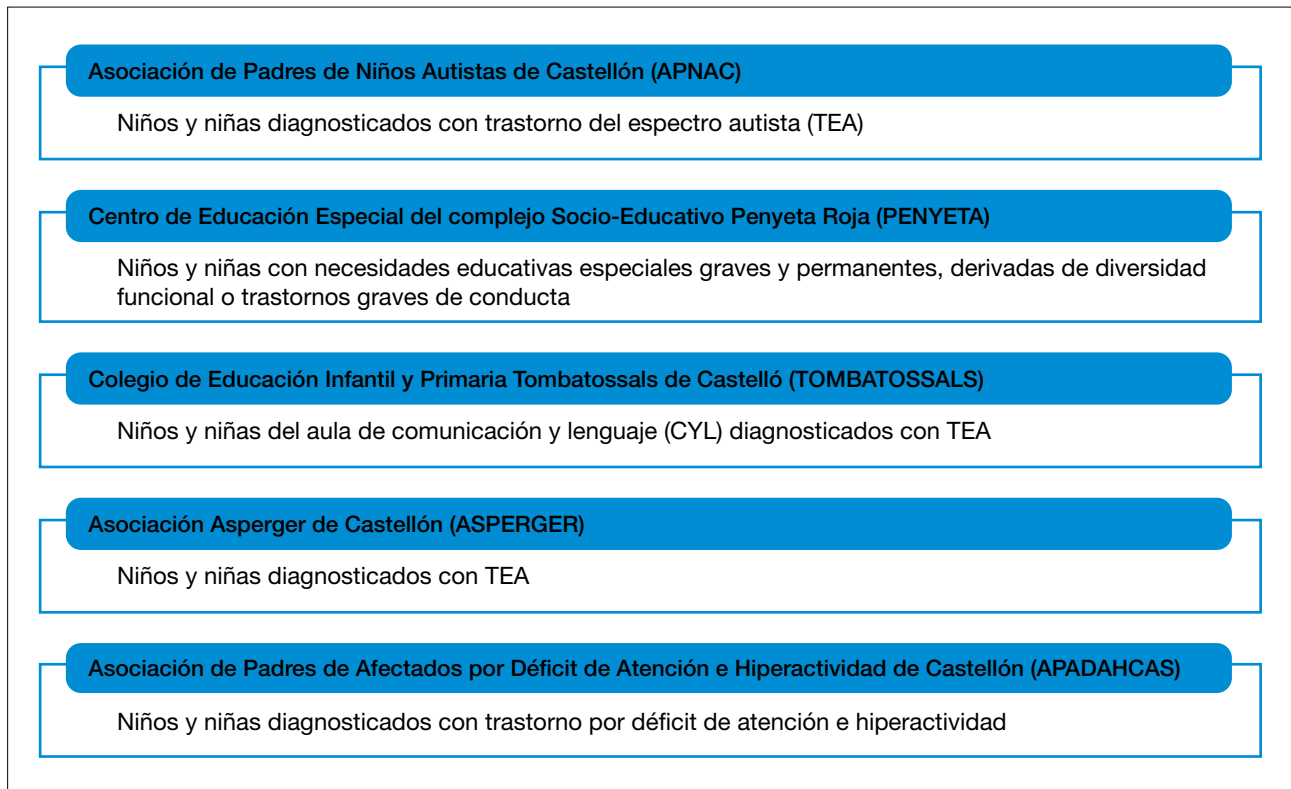 Asociación de Padres de Niños Autistas de Castellón (APNAC)
Niños y niñas diagnosticados con trastorno del espectro autista (TEA)
Centro de Educación Especial del complejo Socio-Educativo Penyeta Roja (PENYETA)
Niños y niñas con necesidades educativas especiales graves y permanentes, derivadas de diversidad
funcional o trastornos graves de conducta
Colegio de Educación Infantil y Primaria Tombatossals de Castelló (TOMBATOSSALS)
Niños y niñas del aula de comunicación y lenguaje (CYL) diagnosticados con TEA
Asociación Asperger de Castellón (ASPERGER)
Niños y niñas diagnosticados con TEA
Asociación de Padres de Afectados por Déficit de Atención e Hiperactividad de Castellón (APADAHCAS)
Niños y niñas diagnosticados con trastorno por déficit de atención e hiperactividad